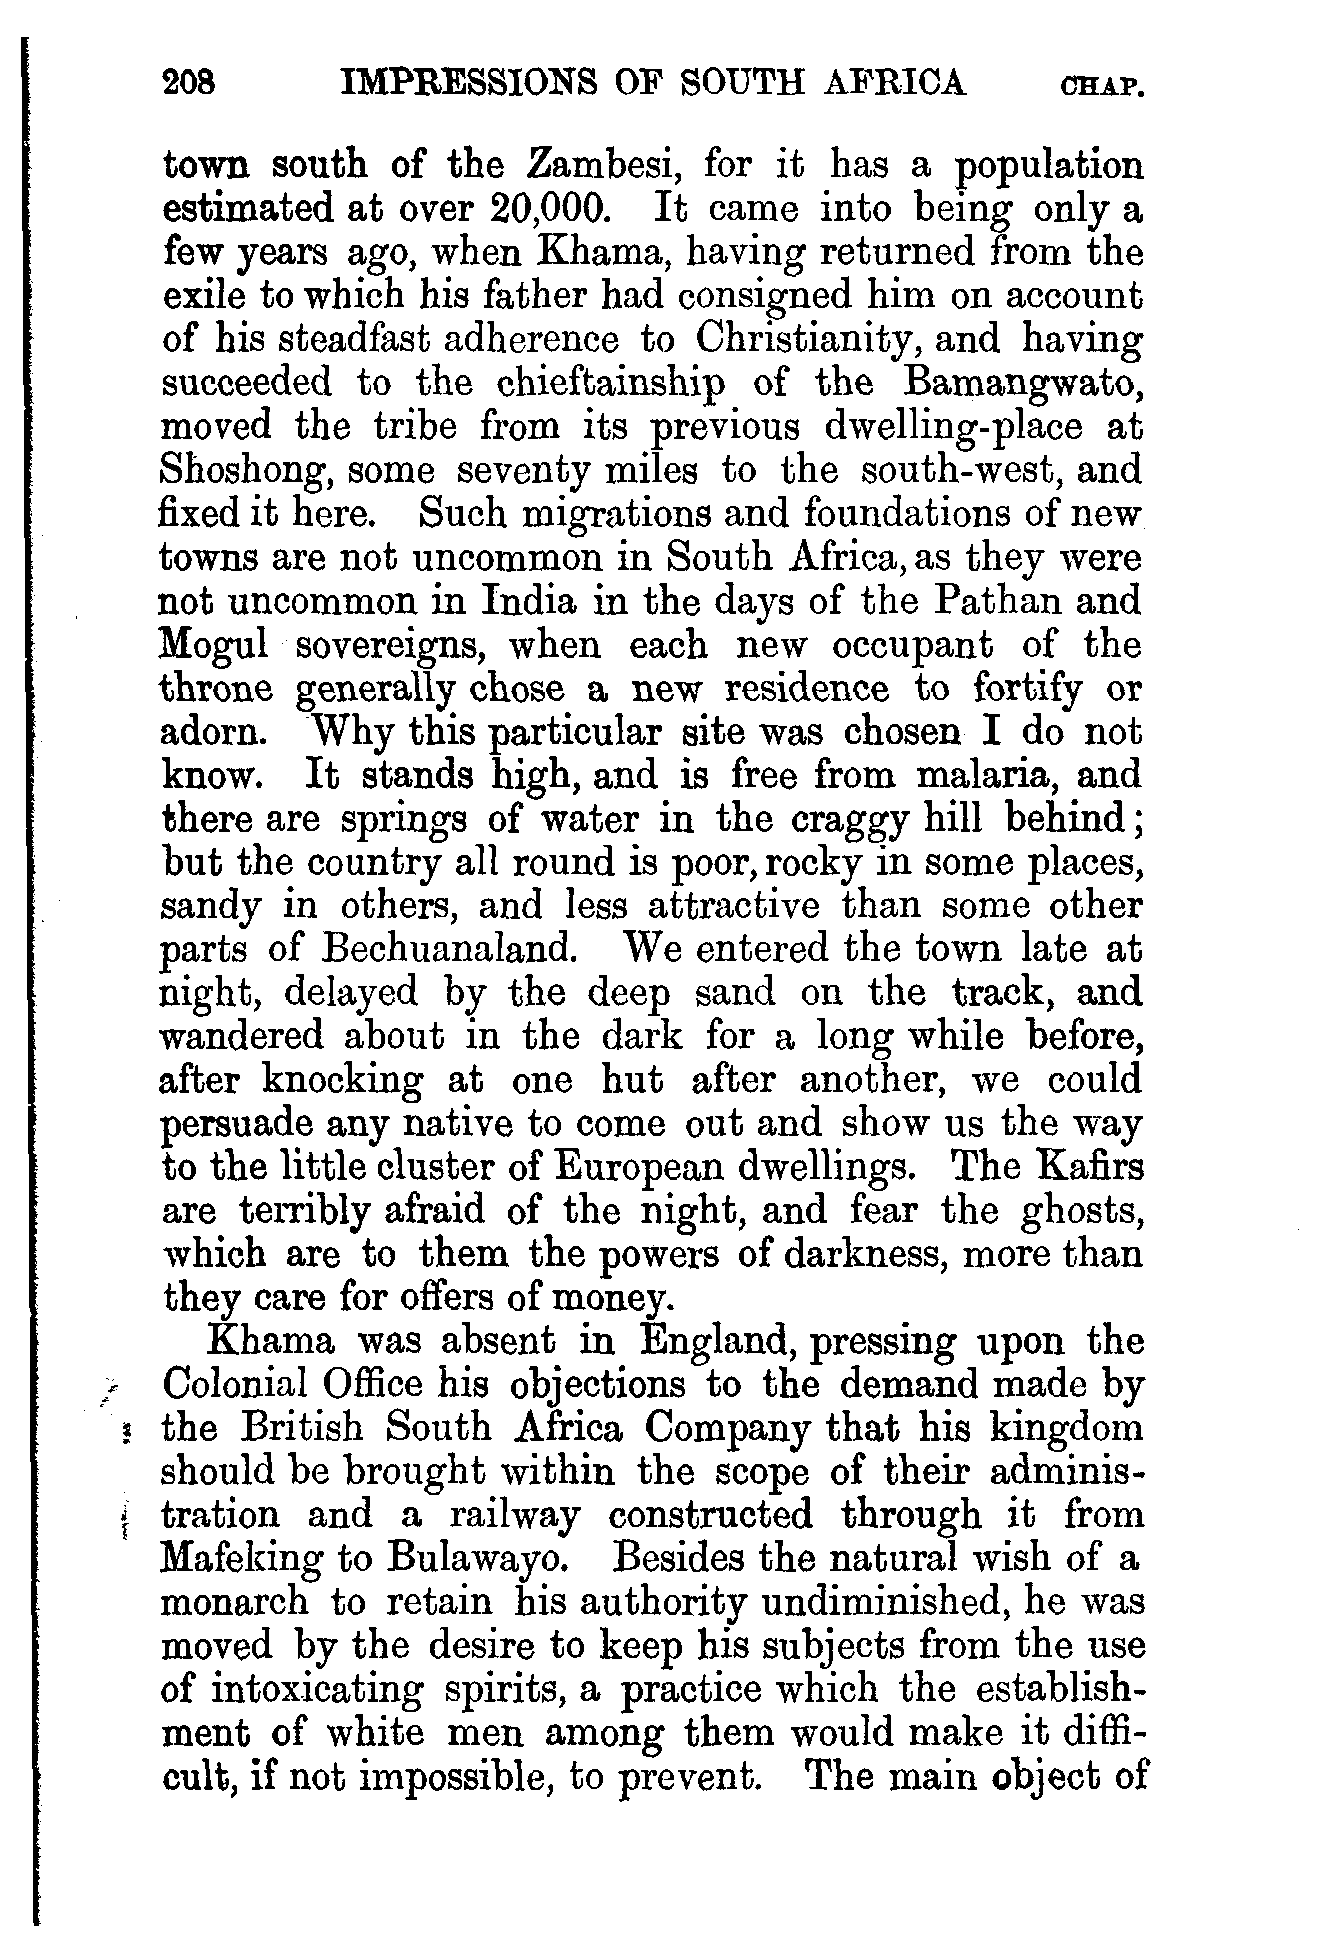 208 IMPRESSIONS OF SOUTH AFRICA CHAP.
town south of the Zambesi, for it has a population
estimated at over 20,000. It came into being only a
few years ago, when Khama, having returned from the
exile to which his father had consigned him on account
of his steadfast adherence to Christianity, and having
succeeded to the chieftainship of the Bamangwato,
moved the tribe from its previous dwelling-place at
Shoshong, some seventy miles to the south-west, and
fixed it here. Such migrations and foundations of new
towns are not uncommon in South Africa, as they were
not uncommon in India in the days of the Pathan and
Mogul sovereigns, when each new occupant of the
throne generally chose a new residence to fortify or
adorn. Why this particular site was chosen I do not
know. It stands high, and is free from malaria, and
there are springs of water in the craggy hill behind;
but the country all round is poor, rocky in some places,
sandy in others, and less attractive than some other
parts of Bechuanaland. We entered the town late at
night, delayed by the deep sand on the track, and
wandered about in the dark for a long while before,
after knocking at one hut after another, we could
persuade any native to come out and show us the way
to the little cluster of European dwellings. The Kafirs
are terribly afraid of the night, and fear the ghosts,
which are to them the powers of darkness, more than
they care for offers of money.
Khama was absent in England, pressing upon the
Colonial Office his objections to the demand made by
the British South Africa Company that his kingdom
should be brought within the scope of their adminis-
tration and a railway constructed through it from
Mafeking to Bulawayo. Besides the natural wish of a
monarch to retain his authority undiminished, he was
moved by the desire to keep his subjects from the use
of intoxicating spirits, a practice which the establish-
ment of white men among them would make it diffi-
cult, if not impossible, to prevent. The main object of